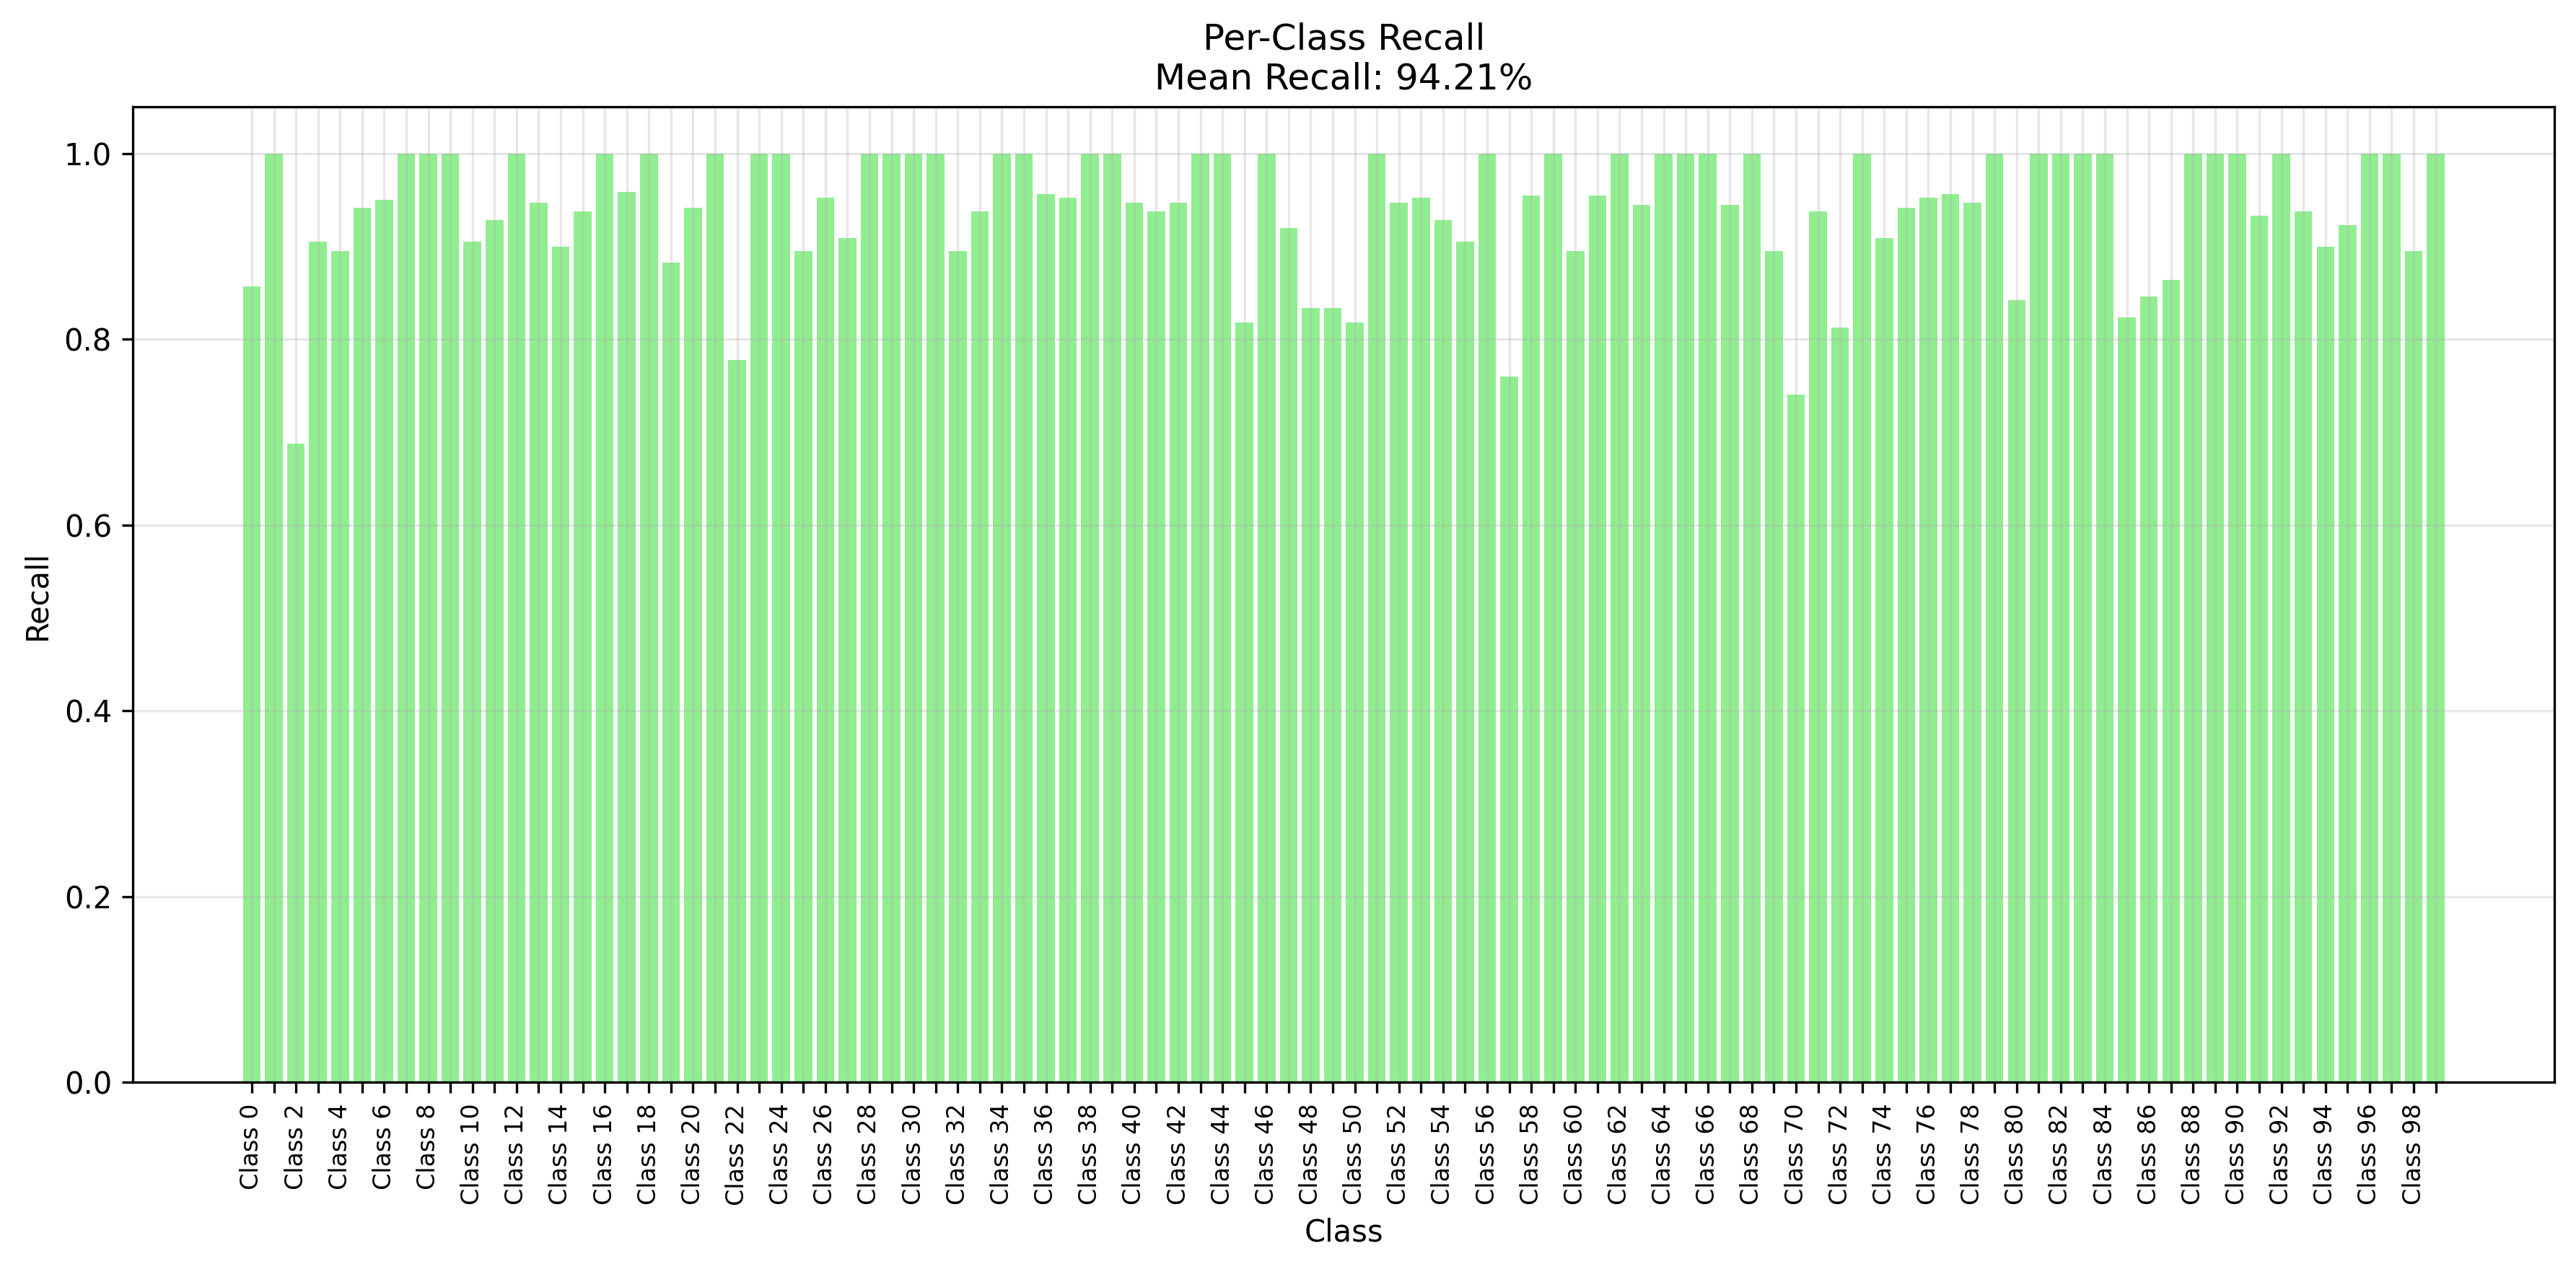 Per-Class Recall
Mean Recall: 94.21%
Recall
1.0
0.8
0.6
0.4
0.2
0.0
Class 0
Class 2
Class 4
Class 6
Class 8
Class 10
Class 12
Class 14
Class 16
Class 18
Class 20
Class 22
Class 24
Class 26
Class 28
Class 30
Class 32
Class 34
Class 36
Class 38
Class 40
Class 42
Class 44
Class 46
Class 48
Class 50
Class 52
Class 54
Class 56
Class 58
Class 60
Class 62
Class 64
Class 66
Class 68
Class 70
Class 72
Class 74
Class 76
Class 78
Class 80
Class 82
Class 84
Class 86
Class 88
Class 90
Class 92
Class 94
Class 96
Class 98
Class